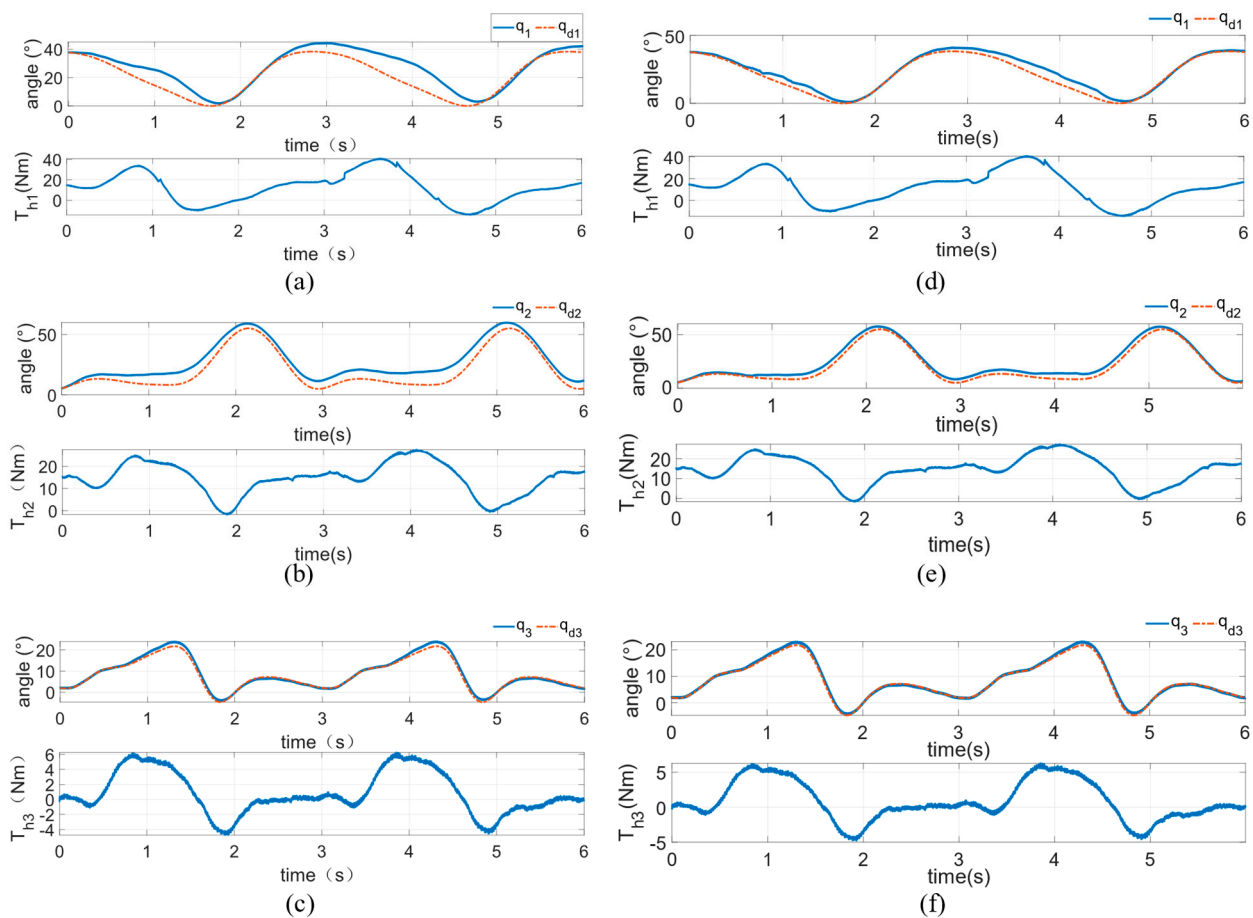 q1 qd1
angle (°)
40
20
0
0 1 2 3 4 5 6
time（s）
Th1(Nm)
40
20
0
0 1 2 3 4 5 6
time（s）
(a)
q2 qd2
angle (°)
50
0
0 1 2 3 4 5 6
time(s)
Th2（Nm）
20
10
0
0 1 2 3 4 5 6
time(s)
(b)
q3 qd3
angle (°)
20
10
0
0 1 2 3 4 5 6
time（s）
Th3（Nm）
6
4
2
0
-2
-4
0 1 2 3 4 5 6
time（s）
(c)
q1 qd1
angle (°)
50
0
0 1 2 3 4 5 6
time(s)
Th1(Nm)
40
20
0
0 1 2 3 4 5 6
time(s)
(d)
q2 qd2
angle (°)
50
0
0 1 2 3 4 5
time(s)
Th2(Nm)
20
10
0
0 1 2 3 4 5 6
time(s)
(e)
q3 qd3
angle (°)
20
10
0
0 1 2 3 4 5
time(s)
Th3(Nm)
5
0
-5
0 1 2 3 4 5
time(s)
(f)